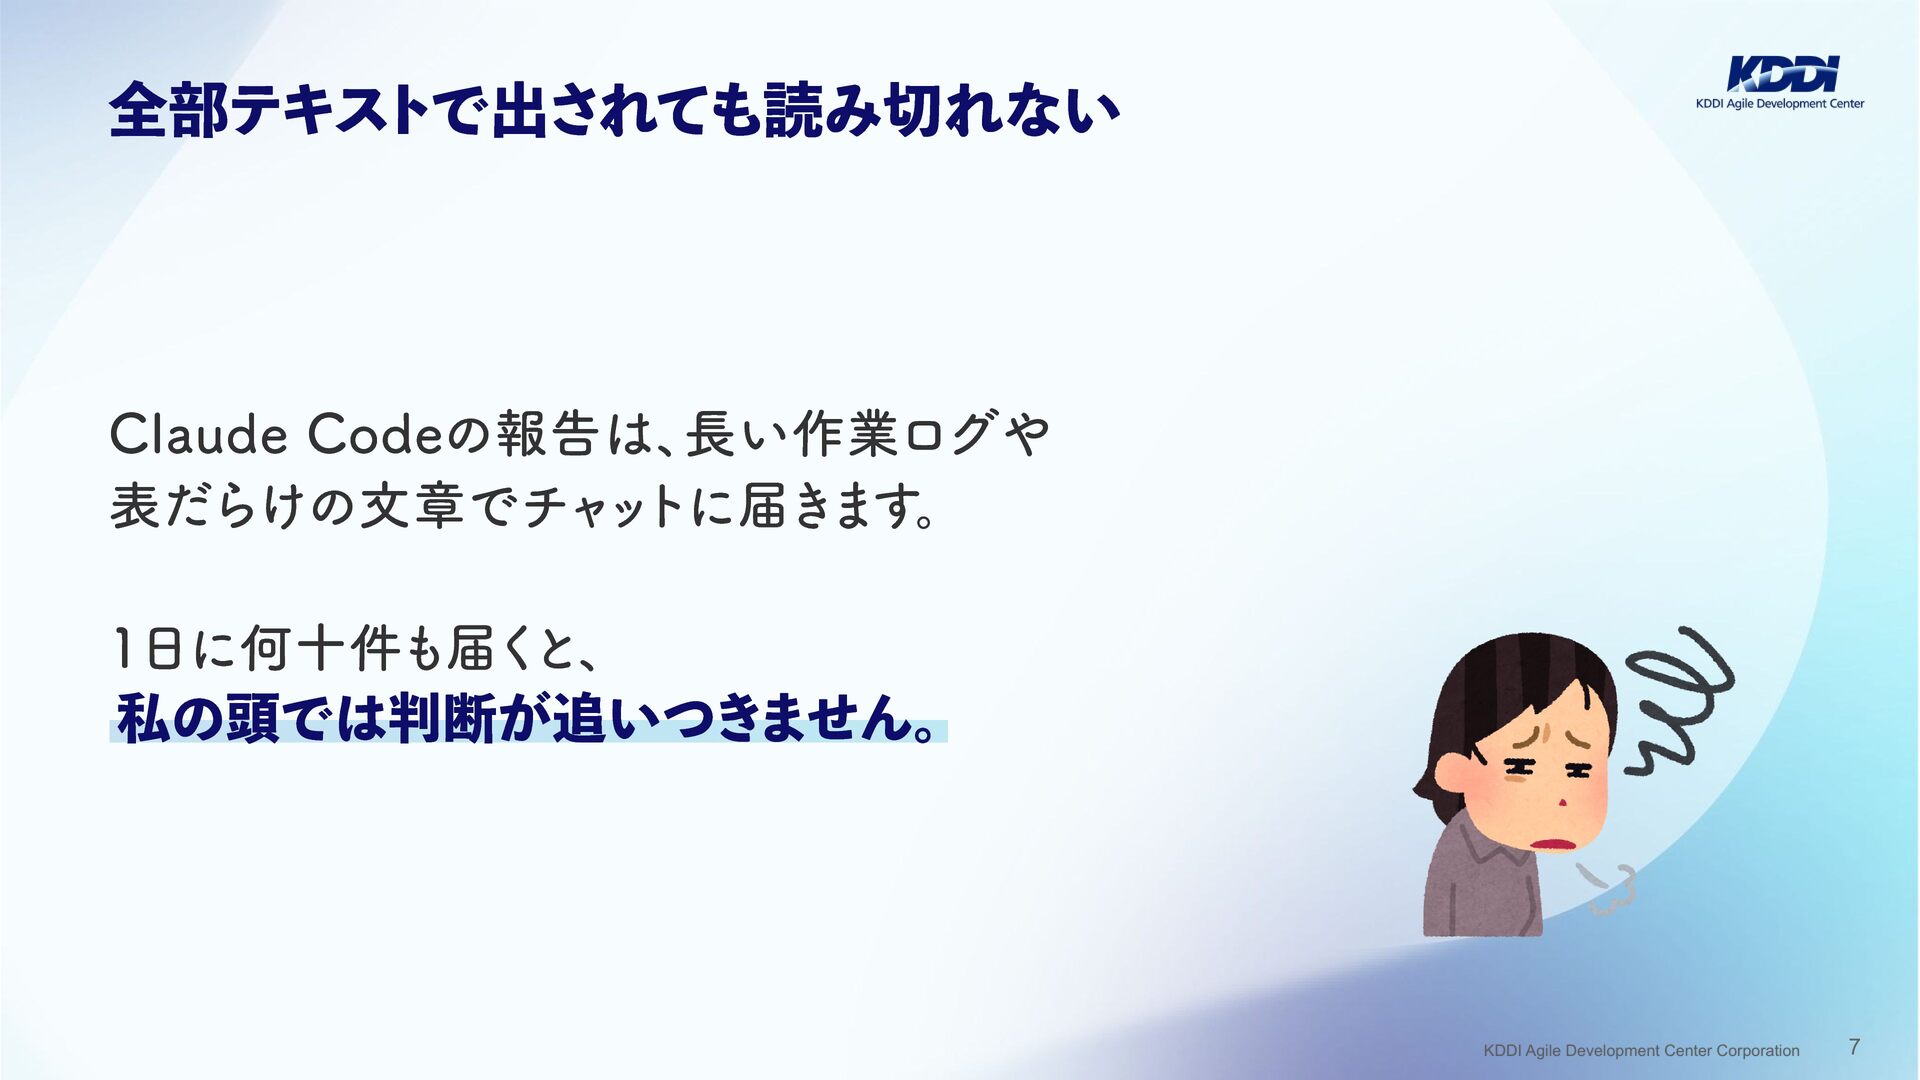 全部テキストで出されても読み切れない
KDDI
KDDI Agile Development Center
Claude Codeの報告は、長い作業ログや
表だらけの文章でチャットに届きます。
1日に何十件も届くと、
私の頭では判断が追いつきません。
KDDI Agile Development Center Corporation
7